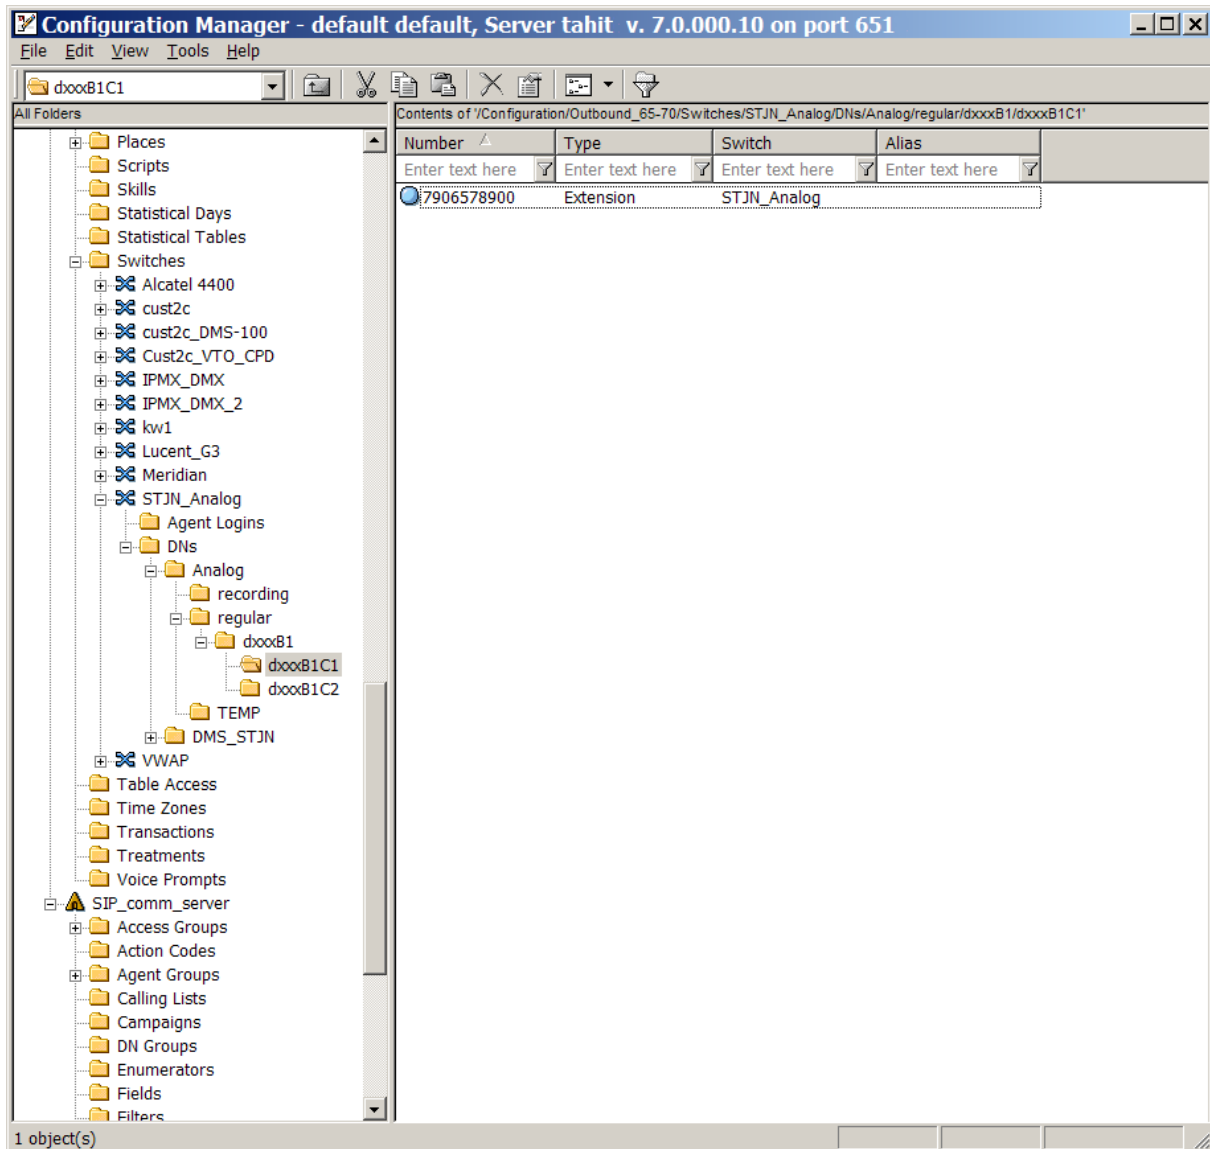 Configuration Manager - default default, Server tahit v. 7.0.000.10 on port 651
File Edit View Tools Help
dxxxB1C1
All Folders
Contents of '/Configuration/Outbound_65-70/Switches/STJN_Analog/DNs/Analog/regular/dxxxB1/dxxxB1C1'
Number Type Switch Alias
Enter text here Enter text here Enter text here Enter text here
7906578900 Extension STJN_Analog
Places
Scripts
Skills
Statistical Days
Statistical Tables
Switches
Alcatel 4400
cust2c
cust2c_DMS-100
Cust2c_VTO_CPD
IPMX_DMX
IPMX_DMX_2
kw1
Lucent_G3
Meridian
STJN_Analog
Agent Logins
DNs
Analog
recording
regular
dxxxB1
dxxxB1C1
dxxxB1C2
TEMP
DMS_STJN
VWAP
Table Access
Time Zones
Transactions
Treatments
Voice Prompts
SIP_comm_server
Access Groups
Action Codes
Agent Groups
Calling Lists
Campaigns
DN Groups
Enumerators
Fields
Filters
1 object(s)